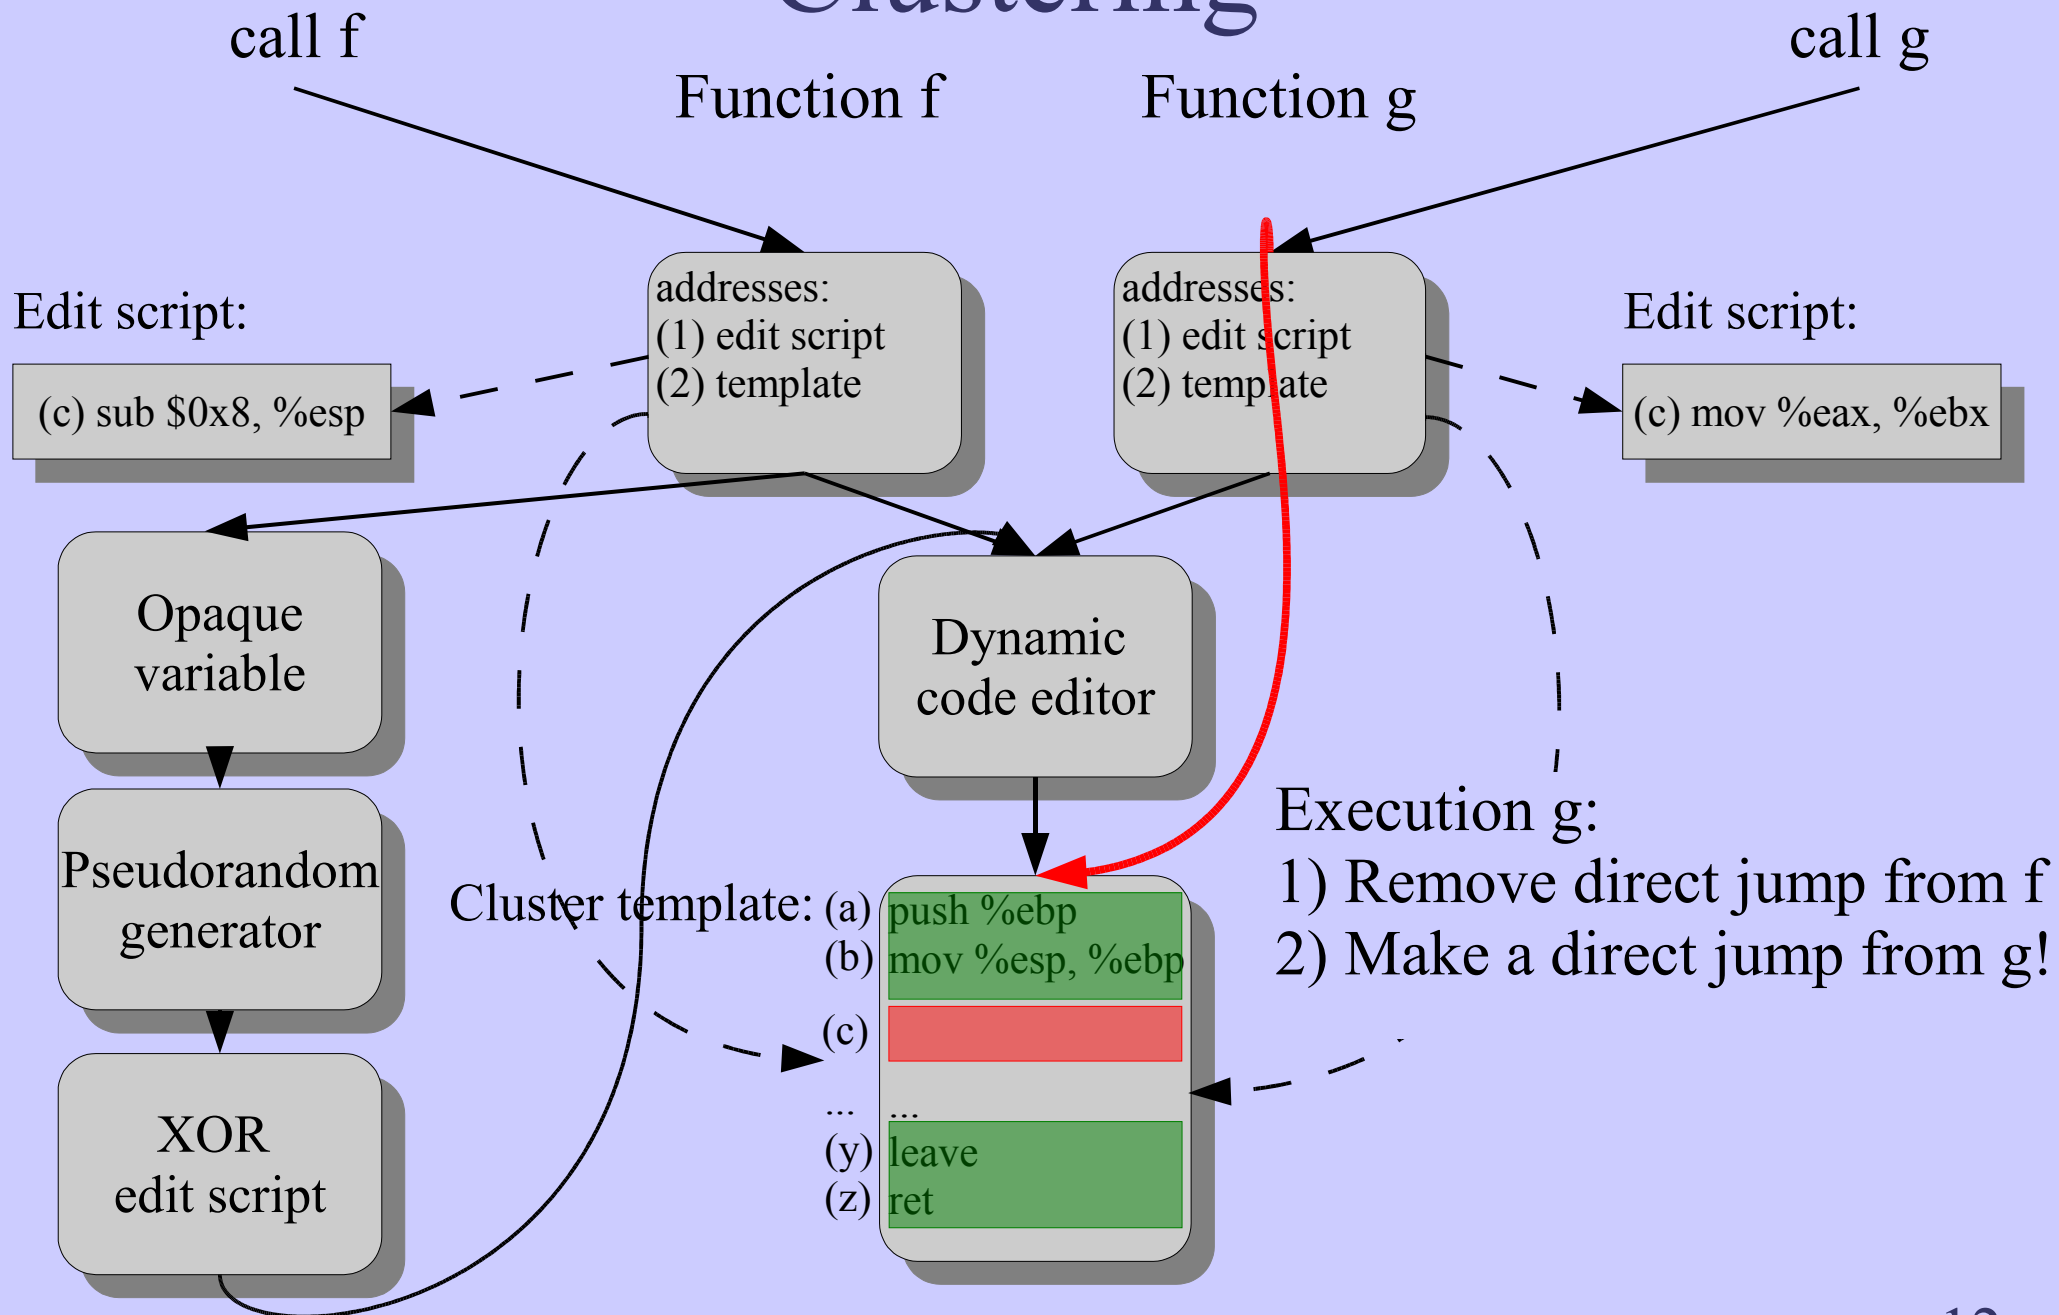 Clustering
call f
call g
Function f
Function g
addresses:
(1) edit script
(2) template
addresses:
(1) edit script
(2) template
Edit script:
(c) sub $0x8, %esp
Edit script:
(c) mov %eax, %ebx
Opaque
variable
Dynamic
code editor
Pseudorandom
generator
Execution g:
1) Remove direct jump from f
2) Make a direct jump from g!
Cluster template:
(a) push %ebp
(b) mov %esp, %ebp
(c)
... ...
(y) leave
(z) ret
XOR
edit script